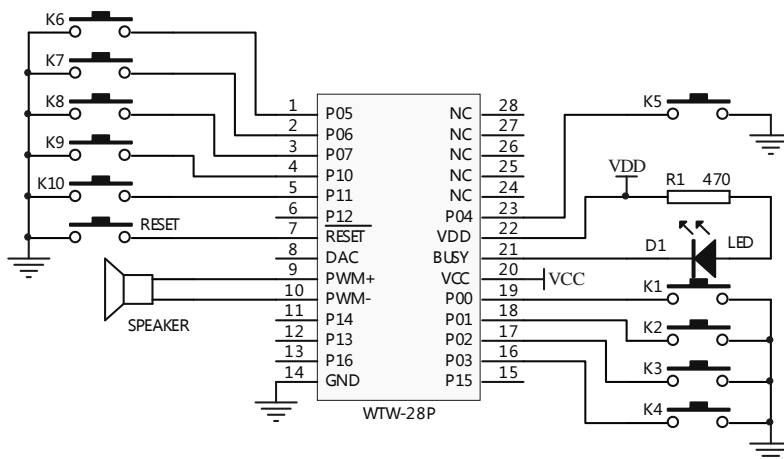 K6
K7
K8
K9
K10
RESET
1 P05
2 P06
3 P07
4 P10
5 P11
6 P12
7 RESET
8 DAC
9 PWM+
10 PWM-
11 P14
12 P13
13 P16
14 GND
SPEAKER
WTW-28P
NC 28
NC 27
NC 26
NC 25
NC 24
P04 23
VDD 22
BUSY 21
VCC 20
P00 19
P01 18
P02 17
P03 16
P15 15
K5
VDD
R1 470
D1 LED
VCC
K1
K2
K3
K4